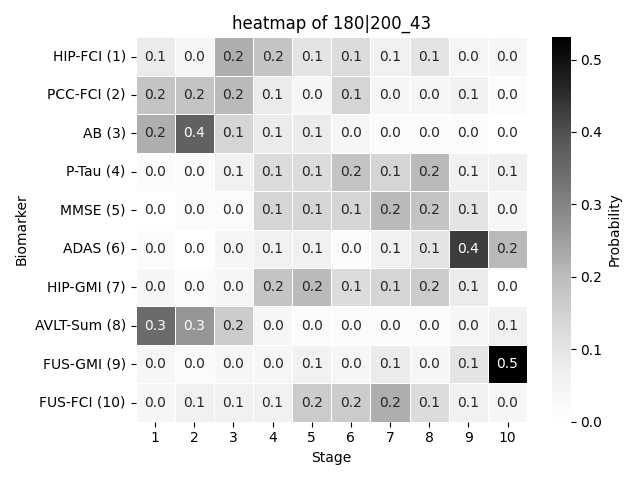 heatmap of 180|200_43
HIP-FCI (1) 0.1 0.0 0.2 0.2 0.1 0.1 0.1 0.1 0.0 0.0
PCC-FCI (2) 0.2 0.2 0.2 0.1 0.0 0.1 0.0 0.0 0.1 0.0
AB (3) 0.2 0.4 0.1 0.1 0.1 0.0 0.0 0.0 0.0 0.0
P-Tau (4) 0.0 0.0 0.1 0.1 0.1 0.2 0.1 0.2 0.1 0.1
MMSE (5) 0.0 0.0 0.0 0.1 0.1 0.1 0.2 0.2 0.1 0.0
ADAS (6) 0.0 0.0 0.0 0.1 0.1 0.0 0.1 0.1 0.4 0.2
HIP-GMI (7) 0.0 0.0 0.0 0.2 0.2 0.1 0.1 0.2 0.1 0.0
AVLT-Sum (8) 0.3 0.3 0.2 0.0 0.0 0.0 0.0 0.0 0.0 0.1
FUS-GMI (9) 0.0 0.0 0.0 0.0 0.1 0.0 0.1 0.0 0.1 0.5
FUS-FCI (10) 0.0 0.1 0.1 0.1 0.2 0.2 0.2 0.1 0.1 0.0
1 2 3 4 5 6 7 8 9 10
Stage
Biomarker
0.5
0.4
0.3
0.2
0.1
0.0
Probability